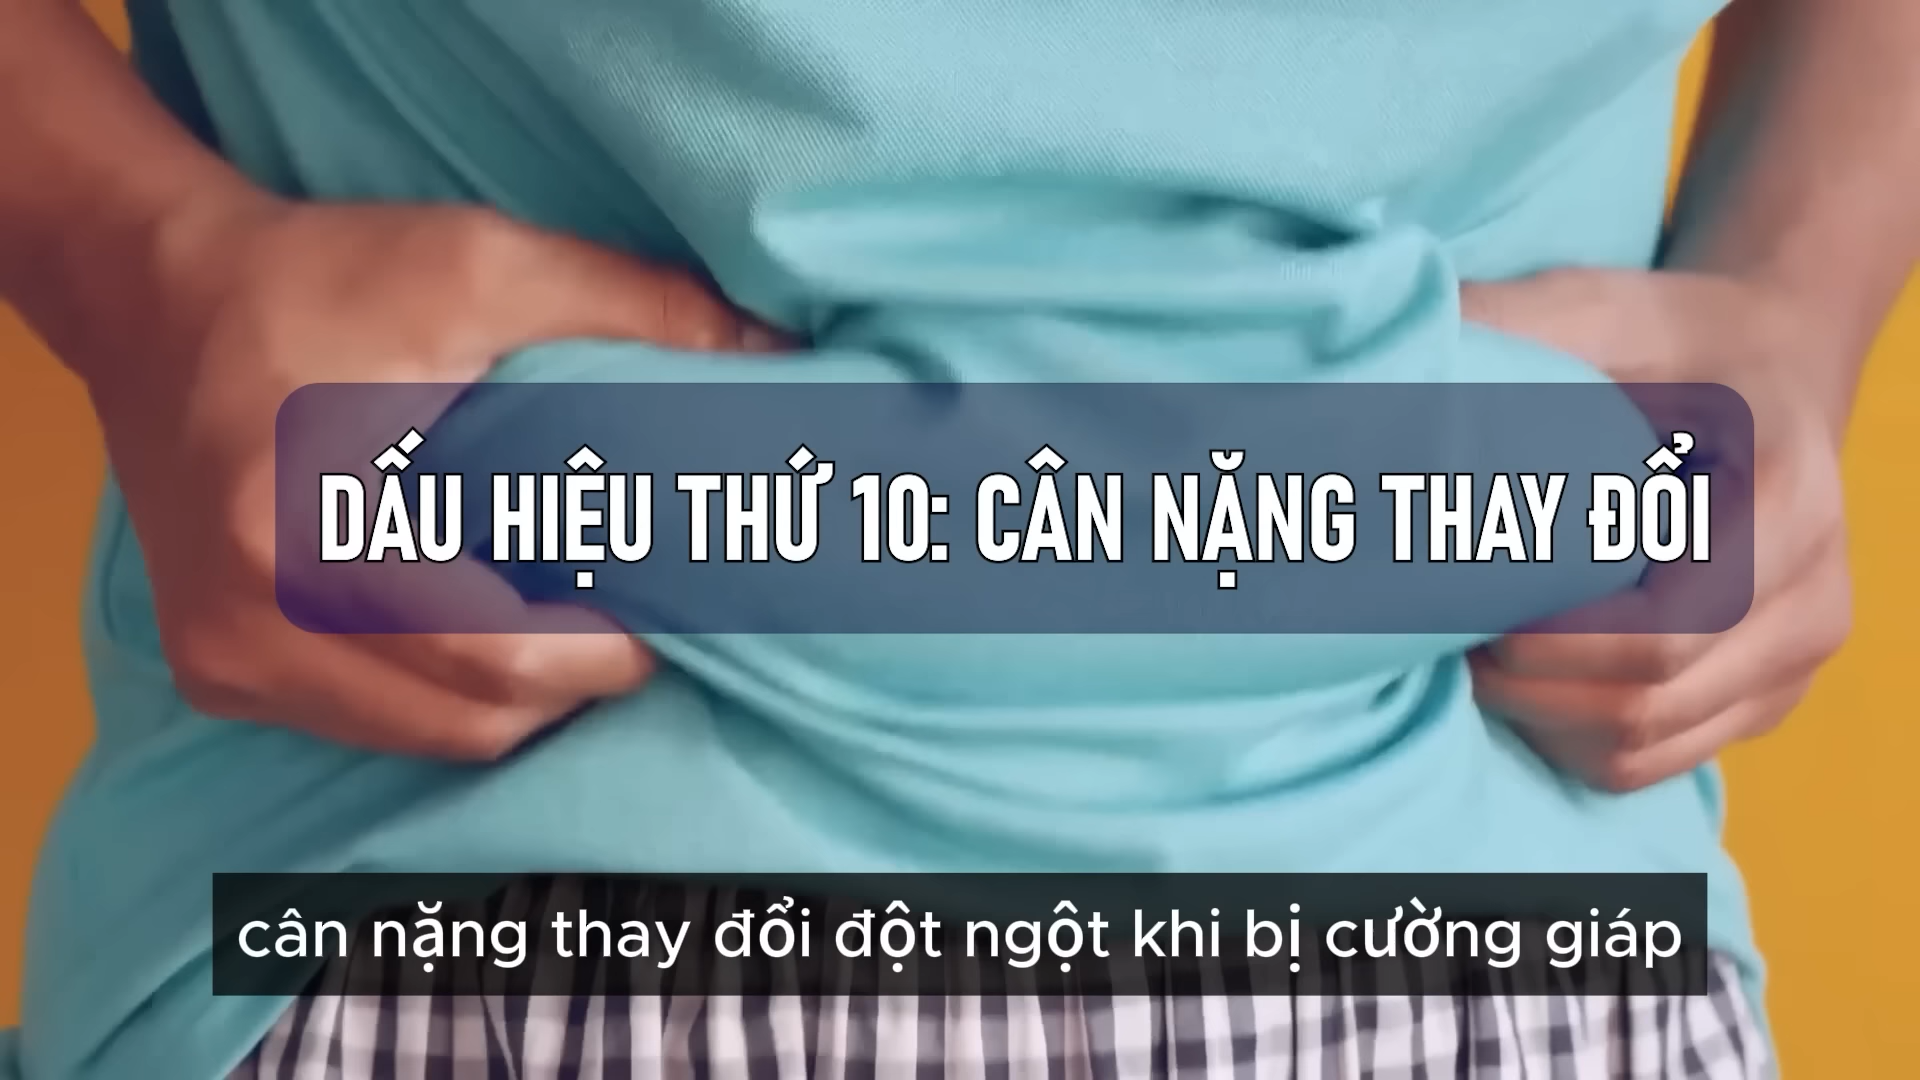 DẤU HIỆU THỨ 10: CÂN NẶNG THAY ĐỔI
cân nặng thay đổi đột ngột khi bị cường giáp